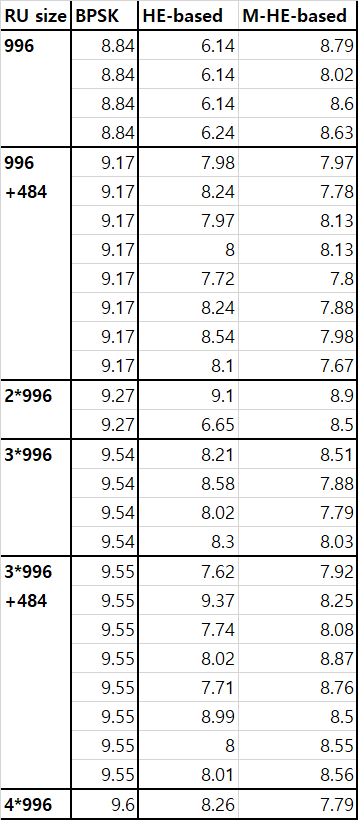 RU size BPSK HE-based M-HE-based
996 8.84 6.14 8.79
8.84 6.14 8.02
8.84 6.14 8.6
8.84 6.24 8.63
996 9.17 7.98 7.97
+484 9.17 8.24 7.78
9.17 7.97 8.13
9.17 8 8.13
9.17 7.72 7.8
9.17 8.24 7.88
9.17 8.54 7.98
9.17 8.1 7.67
2*996 9.27 9.1 8.9
9.27 6.65 8.5
3*996 9.54 8.21 8.51
9.54 8.58 7.88
9.54 8.02 7.79
9.54 8.3 8.03
3*996 9.55 7.62 7.92
+484 9.55 9.37 8.25
9.55 7.74 8.08
9.55 8.02 8.87
9.55 7.71 8.76
9.55 8.99 8.5
9.55 8 8.55
9.55 8.01 8.56
4*996 9.6 8.26 7.79